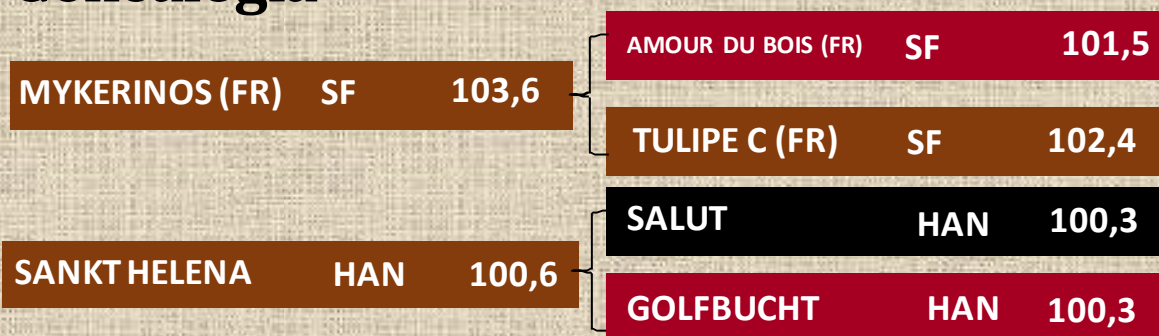 AMOUR DU BOIS (FR) SF 101,5
MYKERINOS (FR) SF 103,6
TULIPE C (FR) SF 102,4
SALUT HAN 100,3
SANKT HELENA HAN 100,6
GOLFBUCHT HAN 100,3